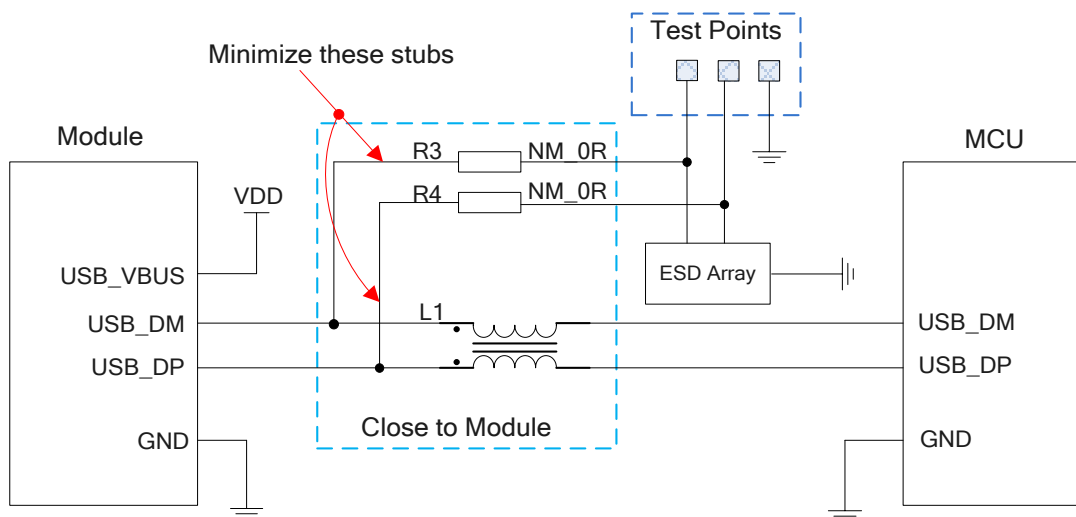 Test Points
Minimize these stubs
Module
MCU
R3 NM_0R
VDD
R4 NM_0R
ESD Array
USB_VBUS
USB_DM
L1
USB_DM
USB_DP
USB_DP
Close to Module
GND
GND